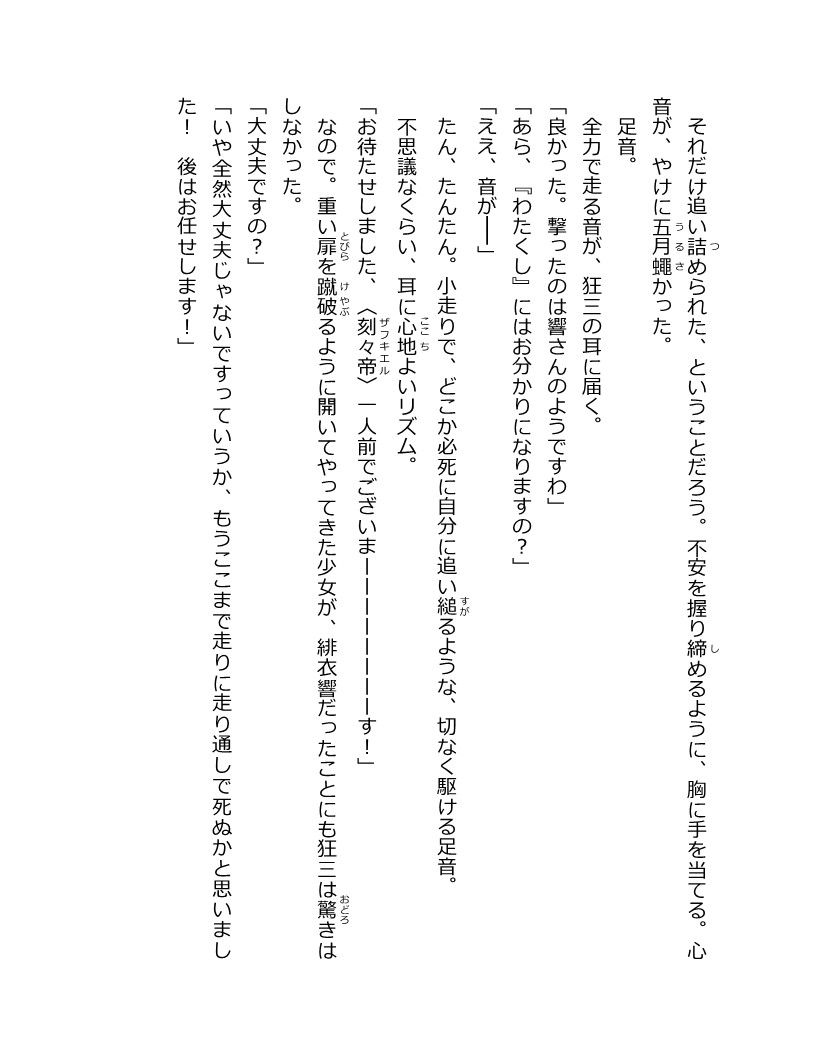 それだけ追い詰められた、ということだろう。不安を握り締めるように、胸に手を当てる。心
音が、やけに五月蠅かった。
　足音。
　全力で走る音が、狂三の耳に届く。
「良かった。撃ったのは響さんのようですわ」
「あら、『わたくし』にはお分かりになりますの？」
「ええ、音が――」
　たん、たんたん。小走りで、どこか必死に自分に追い縋るような、切なく駆ける足音。
　不思議なくらい、耳に心地よいリズム。
「お待たせしました、〈刻々帝〉一人前でございまーーーーーーーーす！」
　なので。重い扉を蹴破るように開いてやってきた少女が、緋衣響だったことにも狂三は驚きは
しなかった。
「大丈夫ですの？」
「いや全然大丈夫じゃないですっていうか、もうここまで走りに走り通しで死ぬかと思いまし
た！　後はお任せします！」